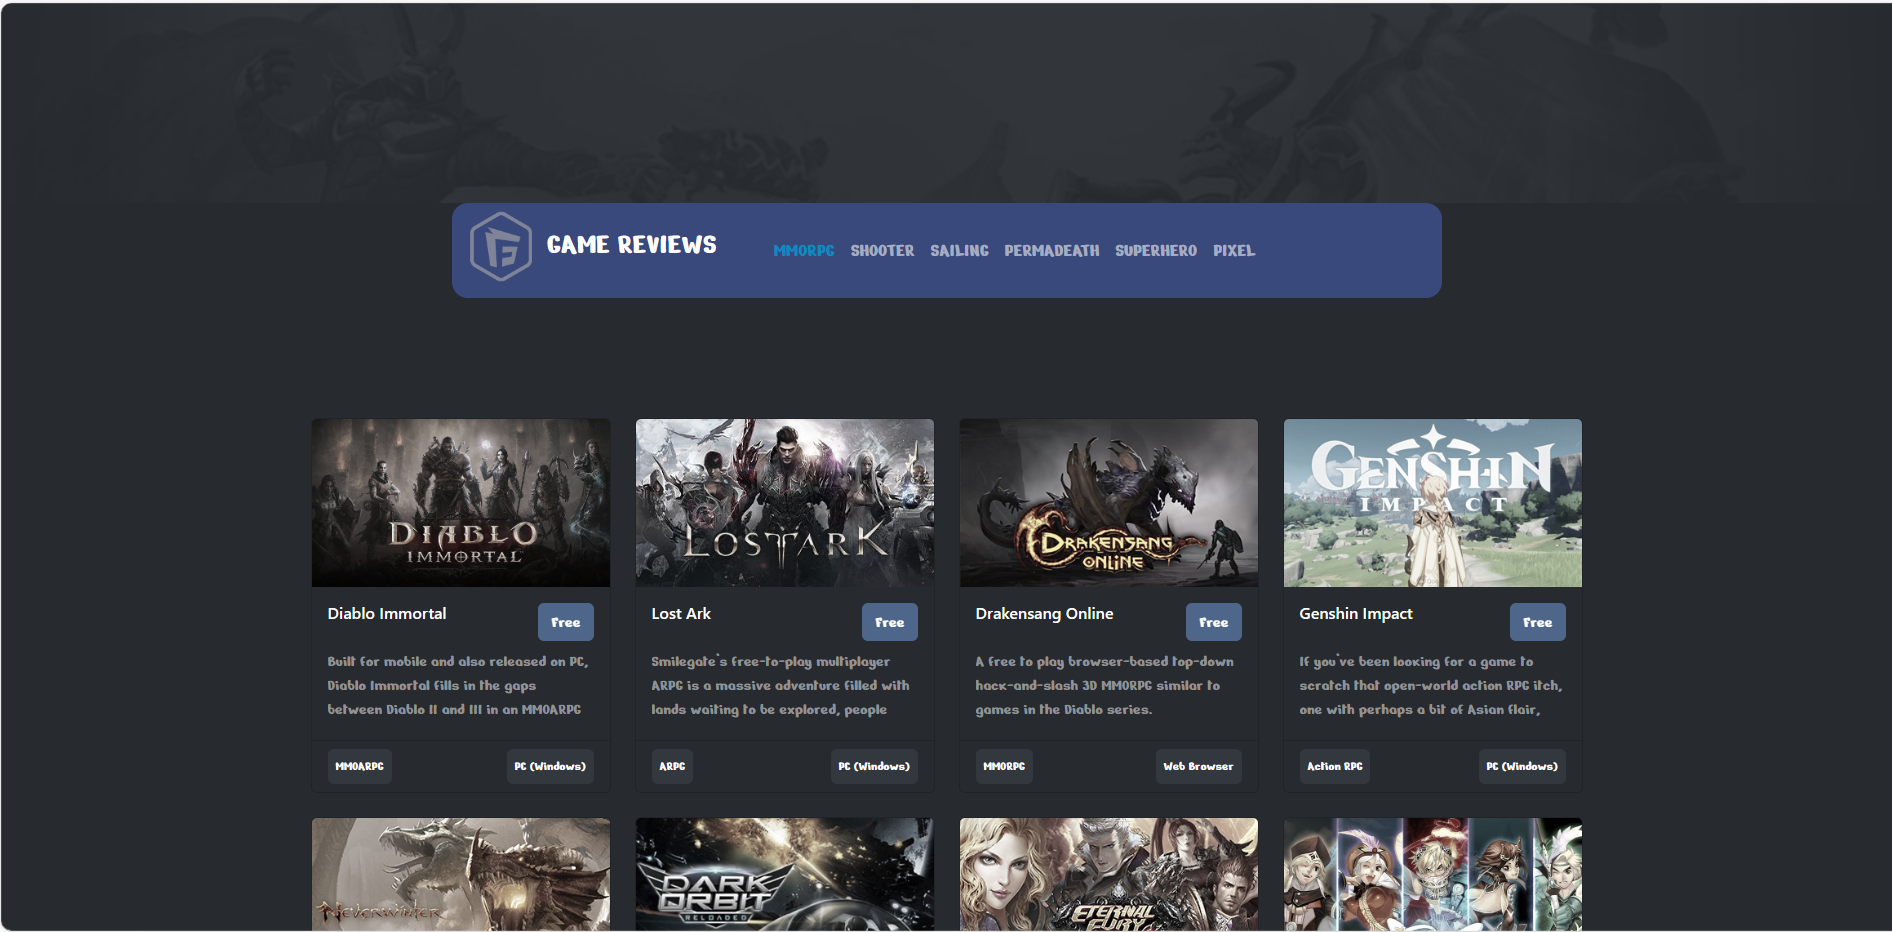 GAME REVIEWS
MMORPG SHOOTER SAILING PERMADEATH SUPERHERO PIXEL
DIABLO
IMMORTAL
LOST ARK
DRAKENSANG
ONLINE
GENSHIN
IMPACT
Diablo Immortal
Free
Built for mobile and also released on PC,
Diablo Immortal fills in the gaps
between Diablo II and III in an MMOARPG
MMOARPG
PC (Windows)
Lost Ark
Free
Smilegate's free-to-play multiplayer
ARPG is a massive adventure filled with
lands waiting to be explored, people
ARPG
PC (Windows)
Drakensang Online
Free
A free to play browser-based top-down
hack-and-slash 3D MMORPG similar to
games in the Diablo series.
MMORPG
Web Browser
Genshin Impact
Free
If you've been looking for a game to
scratch that open-world action RPG itch,
one with perhaps a bit of Asian flair,
Action RPG
PC (Windows)
NEVERWINTER
DARK
ORBIT
RELOADED
ETERNAL
FURY